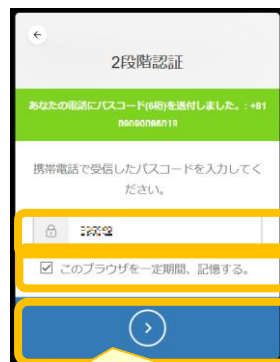 2段階認証
あなたの電話にパスコード(6桁)を送付しました。: +81
携帯電話で受信したパスコードを入力してく
ださい。
このブラウザを一定期間、記憶する。